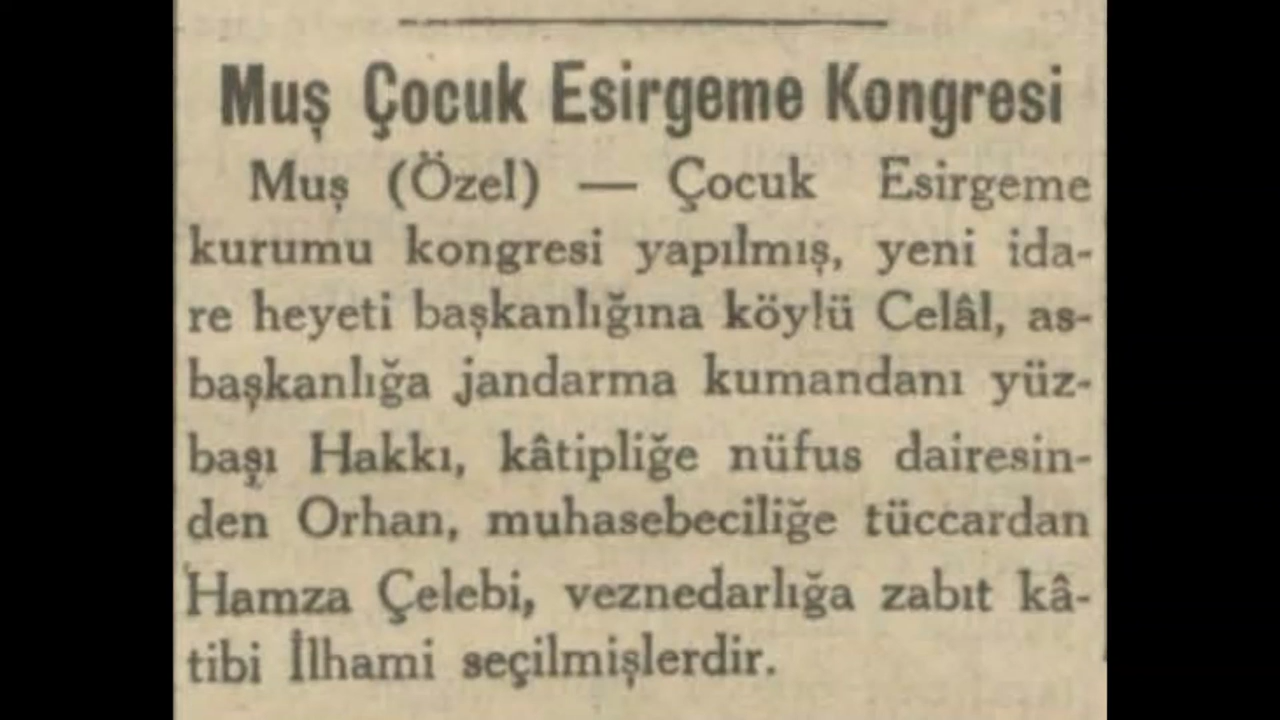 Muş Çocuk Esirgeme Kongresi
Muş (Özel) — Çocuk Esirgeme
kurumu kongresi yapılmış, yeni ida-
re heyeti başkanlığına köylü Celâl, as-
başkanlığa jandarma kumandanı yüz-
başı Hakkı, kâtipliğe nüfus dairesin-
den Orhan, muhasebeciliğe tüccardan
Hamza Çelebi, veznedarlığa zabıt kâ-
tibi İlhami seçilmişlerdir.